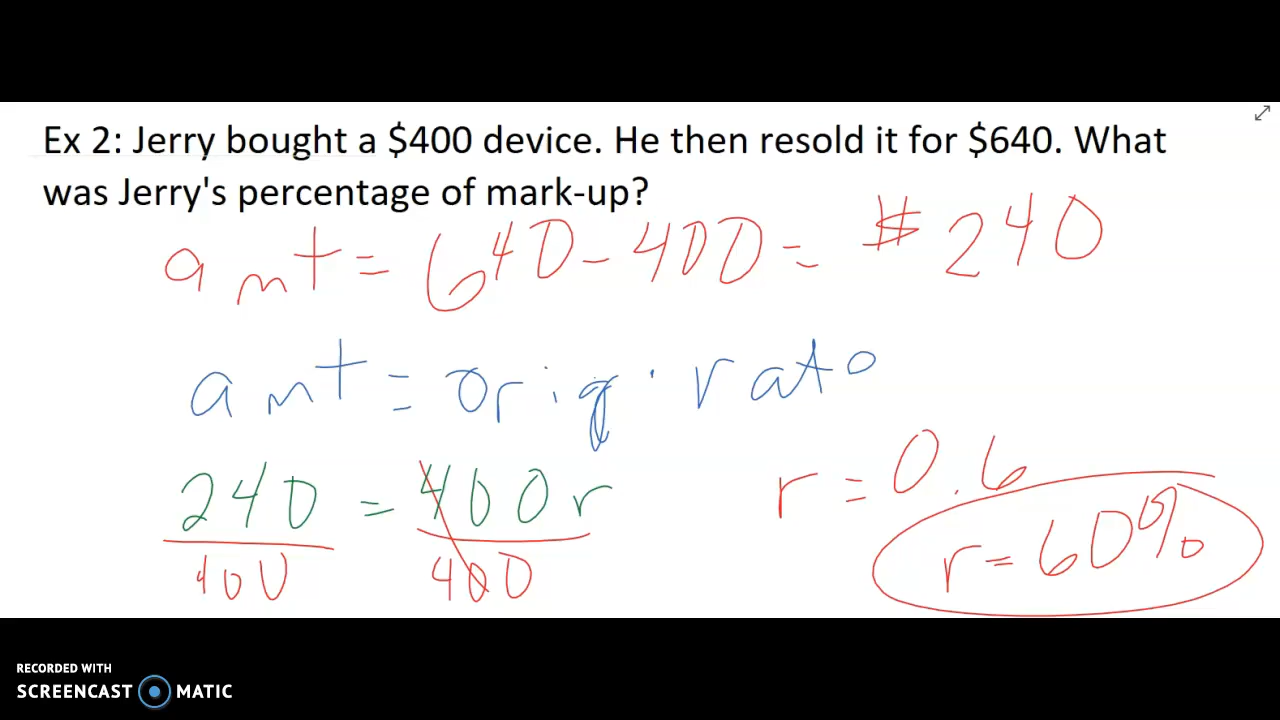 Ex 2: Jerry bought a $400 device. He then resold it for $640. What
was Jerry's percentage of mark-up?
amt = 640 - 400 = $240
amt = orig · rate
240 = 400r
400 400
r = 0.6
r = 60%
RECORDED WITH
SCREENCAST MATIC